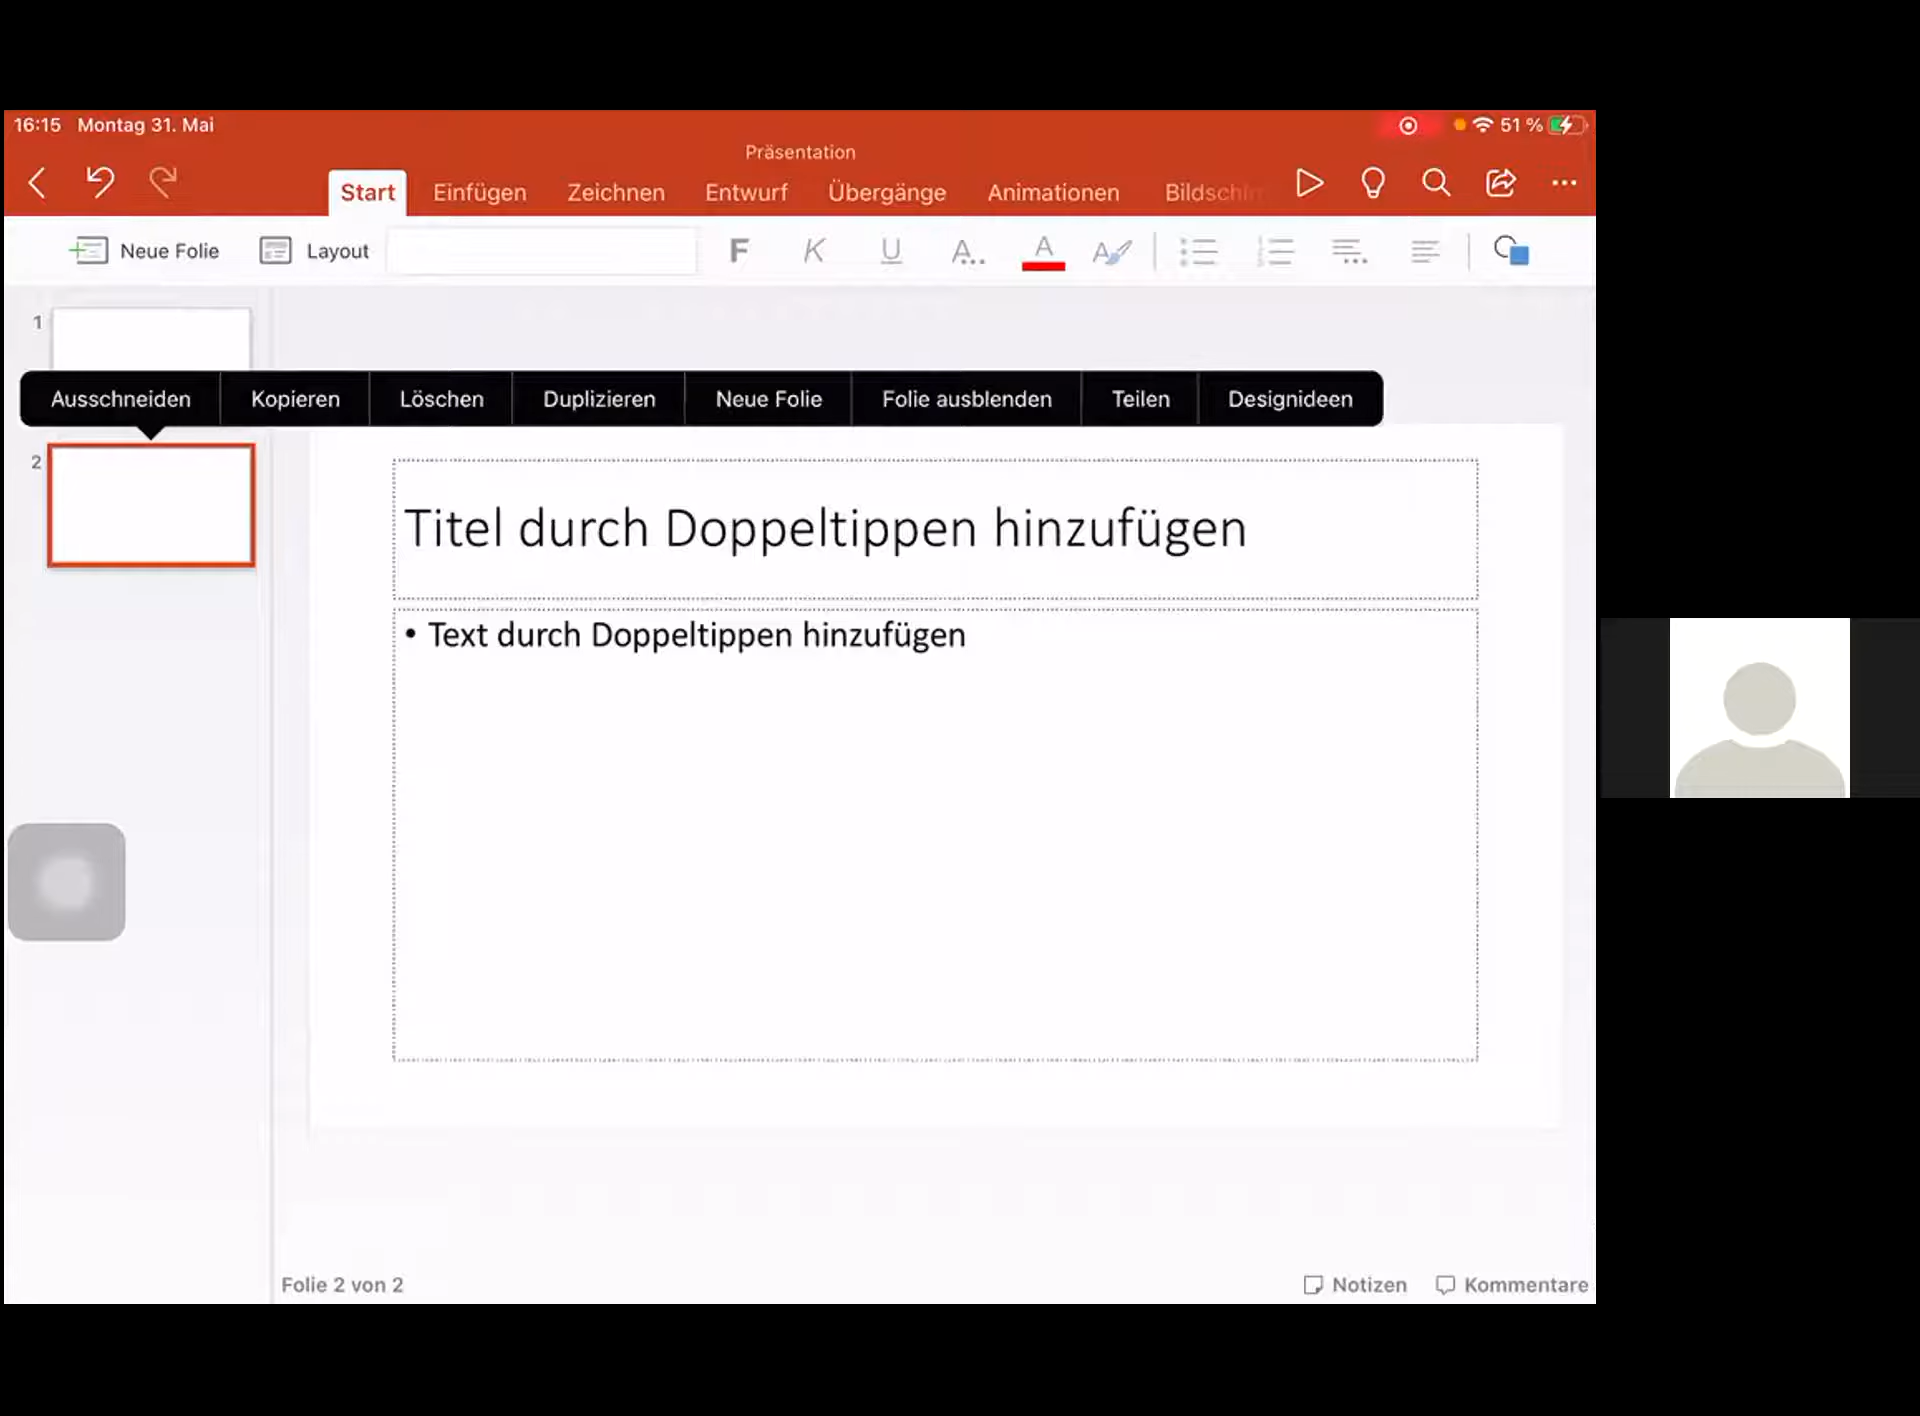 16:15 Montag 31. Mai 51 %
Präsentation
Start Einfügen Zeichnen Entwurf Übergänge Animationen
Neue Folie Layout F K U A.. A A
1
Ausschneiden Kopieren Löschen Duplizieren Neue Folie Folie ausblenden Teilen Designideen
2
Titel durch Doppeltippen hinzufügen
• Text durch Doppeltippen hinzufügen
Folie 2 von 2 Notizen Kommentare